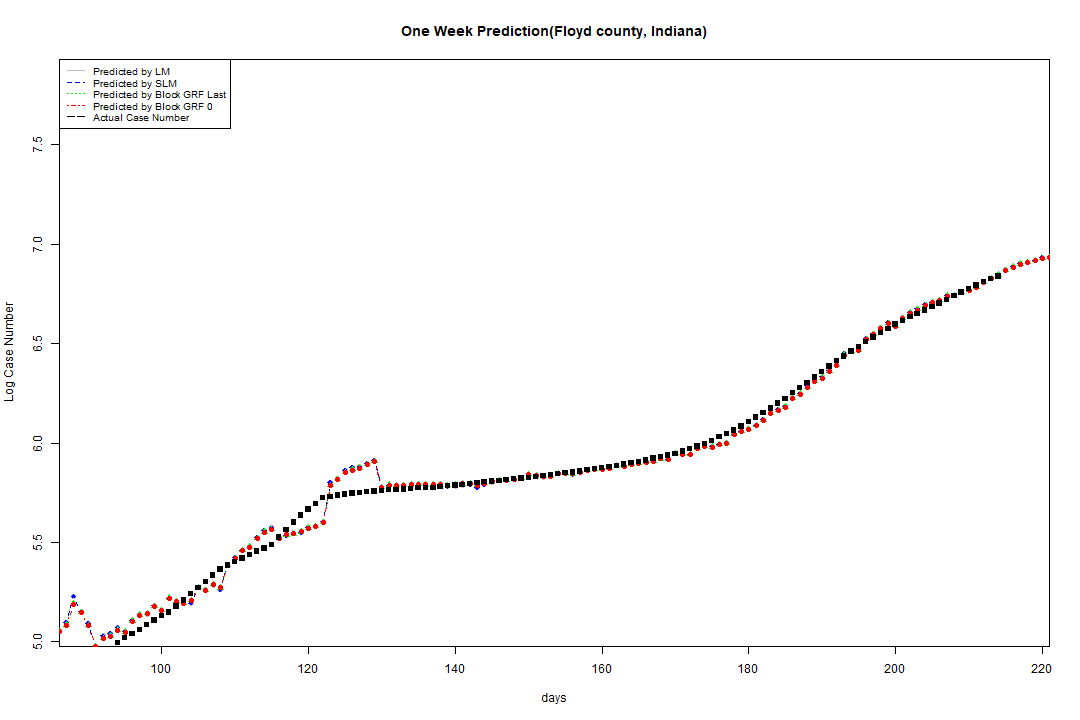 One Week Prediction(Floyd county, Indiana)
Predicted by LM
Predicted by SLM
Predicted by Block GRF Last
Predicted by Block GRF 0
Actual Case Number
Log Case Number
7.5
7.0
6.5
6.0
5.5
5.0
100 120 140 160 180 200 220
days